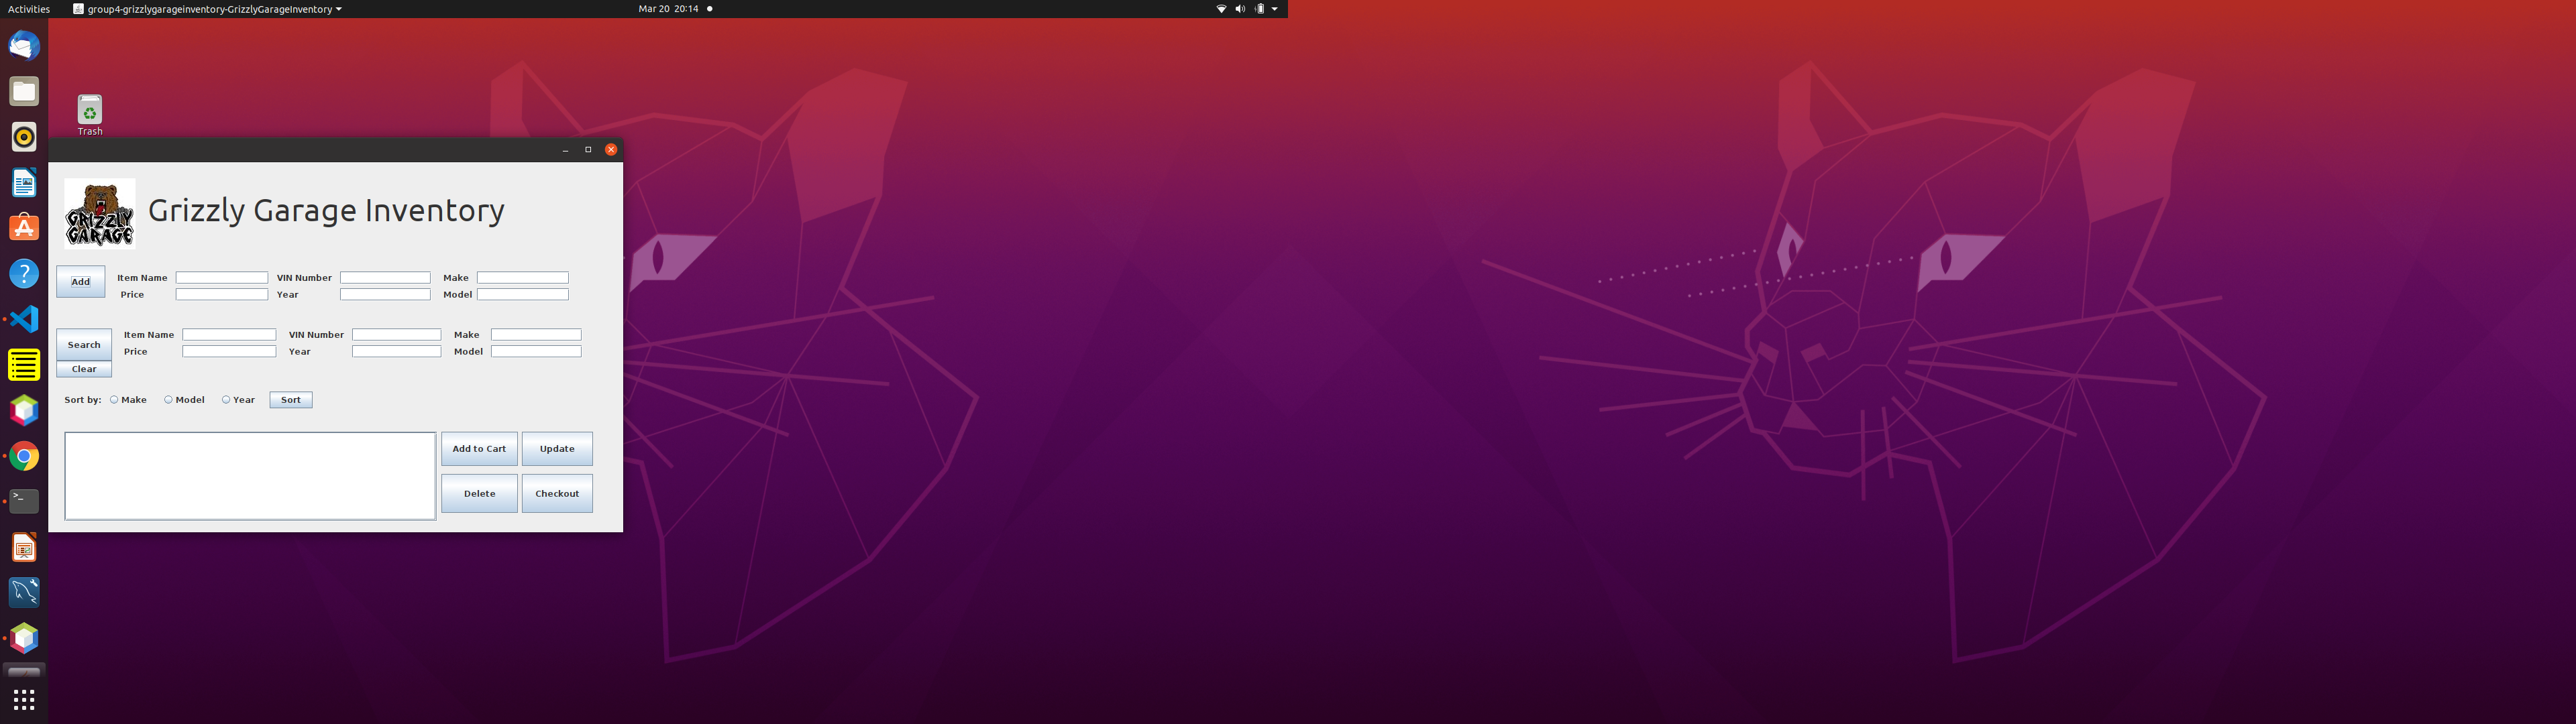 Activities group4-grizzlygarageinventory-GrizzlyGarageInventory Mar 20 20:14
Trash
GRIZZLY
GARAGE
Grizzly Garage Inventory
Add Item Name VIN Number Make
Price Year Model
Search Item Name VIN Number Make
Price Year Model
Clear
Sort by: Make Model Year Sort
Add to Cart Update
Delete Checkout